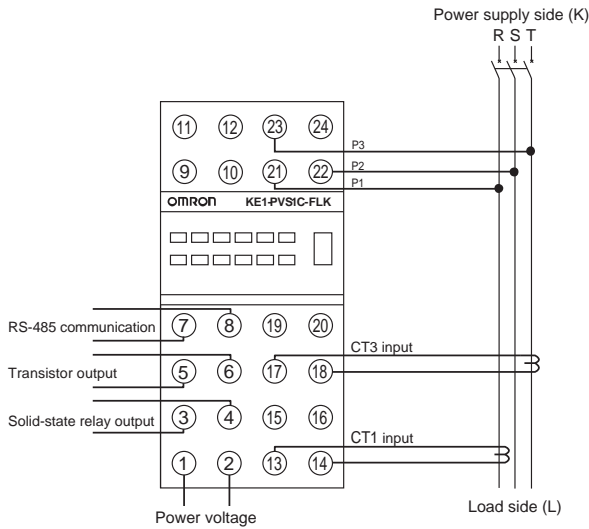 Power supply side (K)
R S T
⑪ ⑫ ㉓ ㉔
P3
⑨ ⑩ ㉑ ㉒ P2
P1
OMRON KE1-PVS1C-FLK
RS-485 communication ⑦ ⑧ ⑲ ⑳
CT3 input
Transistor output ⑤ ⑥ ⑰ ⑱
Solid-state relay output ③ ④ ⑮ ⑯
CT1 input
① ② ⑬ ⑭
Load side (L)
Power voltage